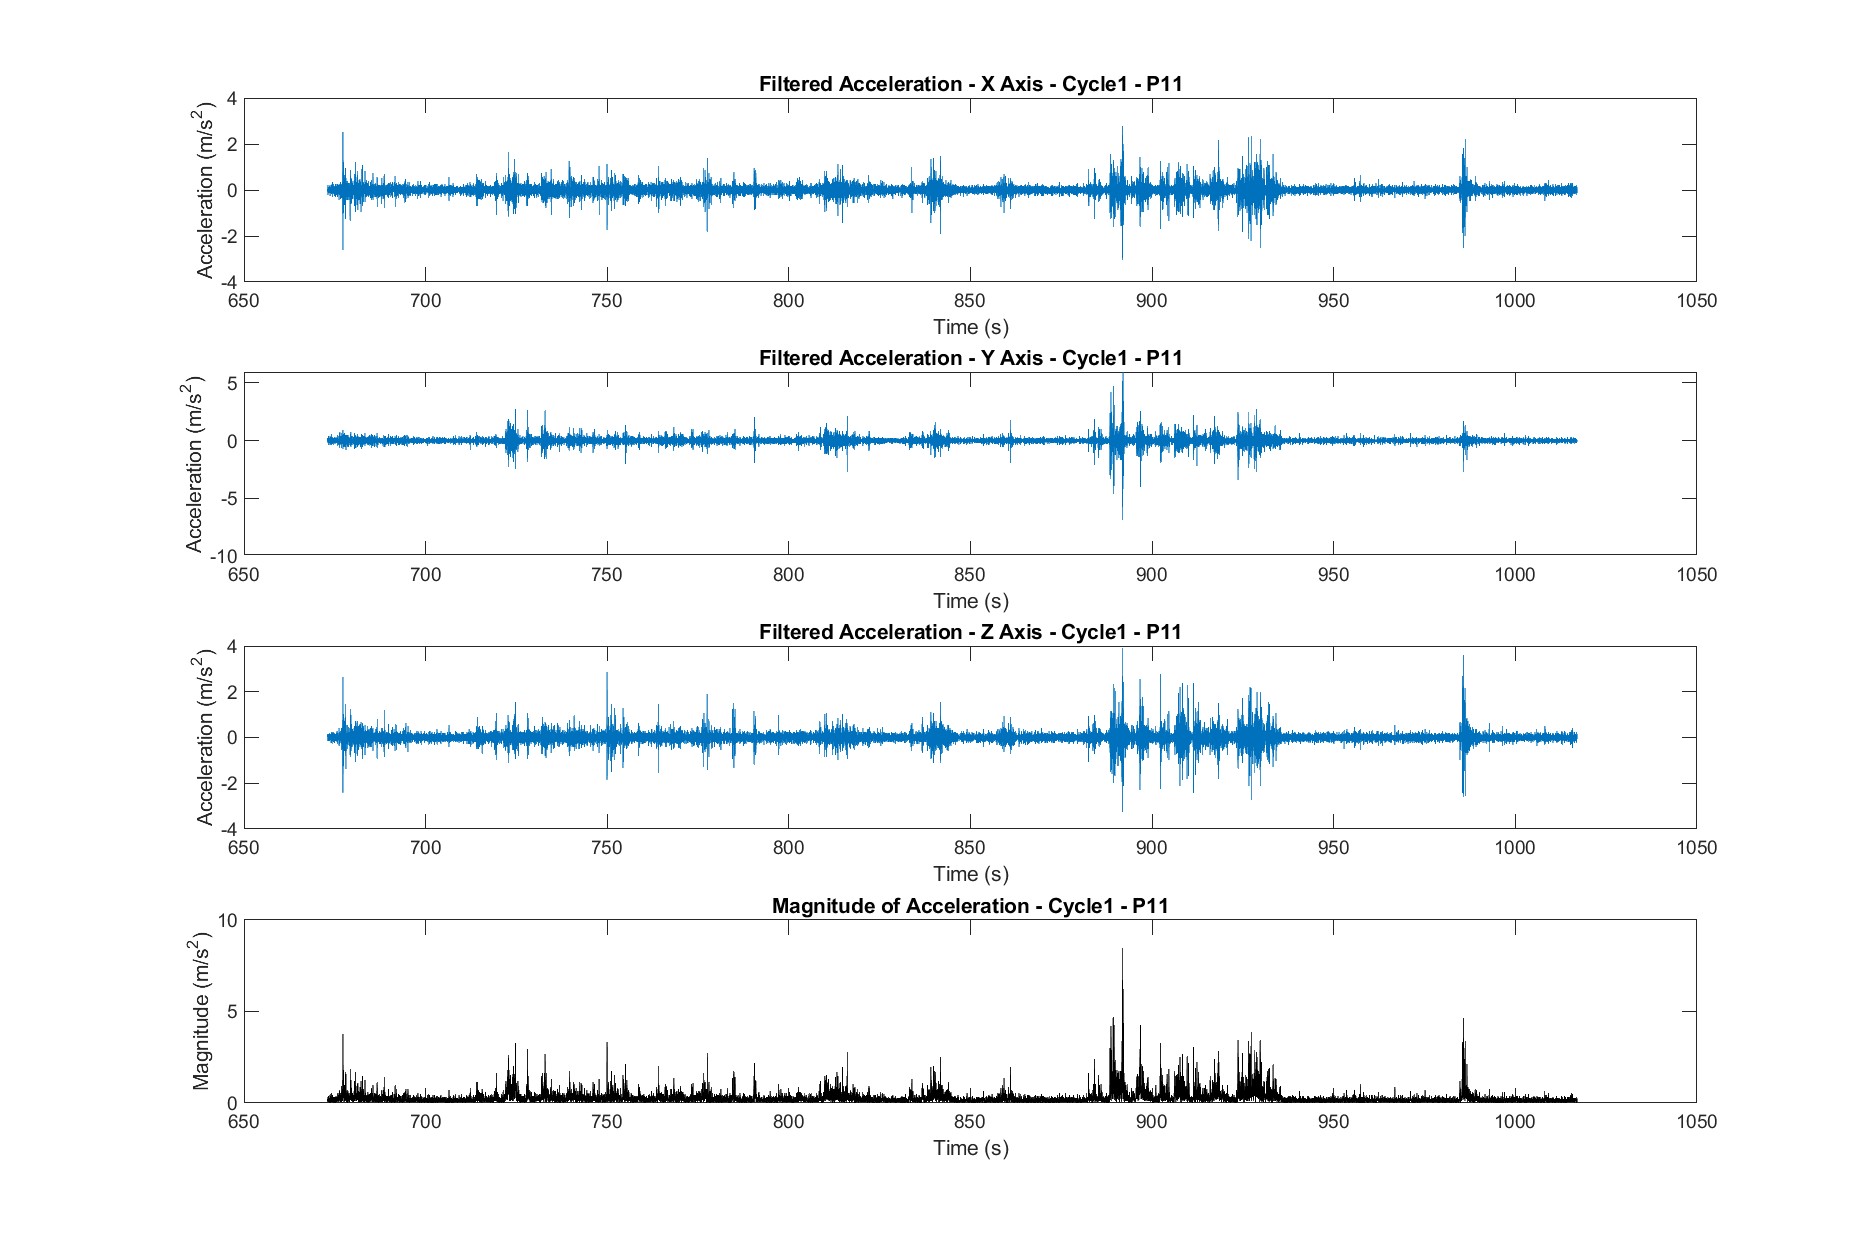 Filtered Acceleration - X Axis - Cycle1 - P11
Acceleration (m/s²)
4
2
0
-2
-4
650 700 750 800 850 900 950 1000 1050
Time (s)
Filtered Acceleration - Y Axis - Cycle1 - P11
Acceleration (m/s²)
5
0
-5
-10
650 700 750 800 850 900 950 1000 1050
Time (s)
Filtered Acceleration - Z Axis - Cycle1 - P11
Acceleration (m/s²)
4
2
0
-2
-4
650 700 750 800 850 900 950 1000 1050
Time (s)
Magnitude of Acceleration - Cycle1 - P11
Magnitude (m/s²)
10
5
0
650 700 750 800 850 900 950 1000 1050
Time (s)